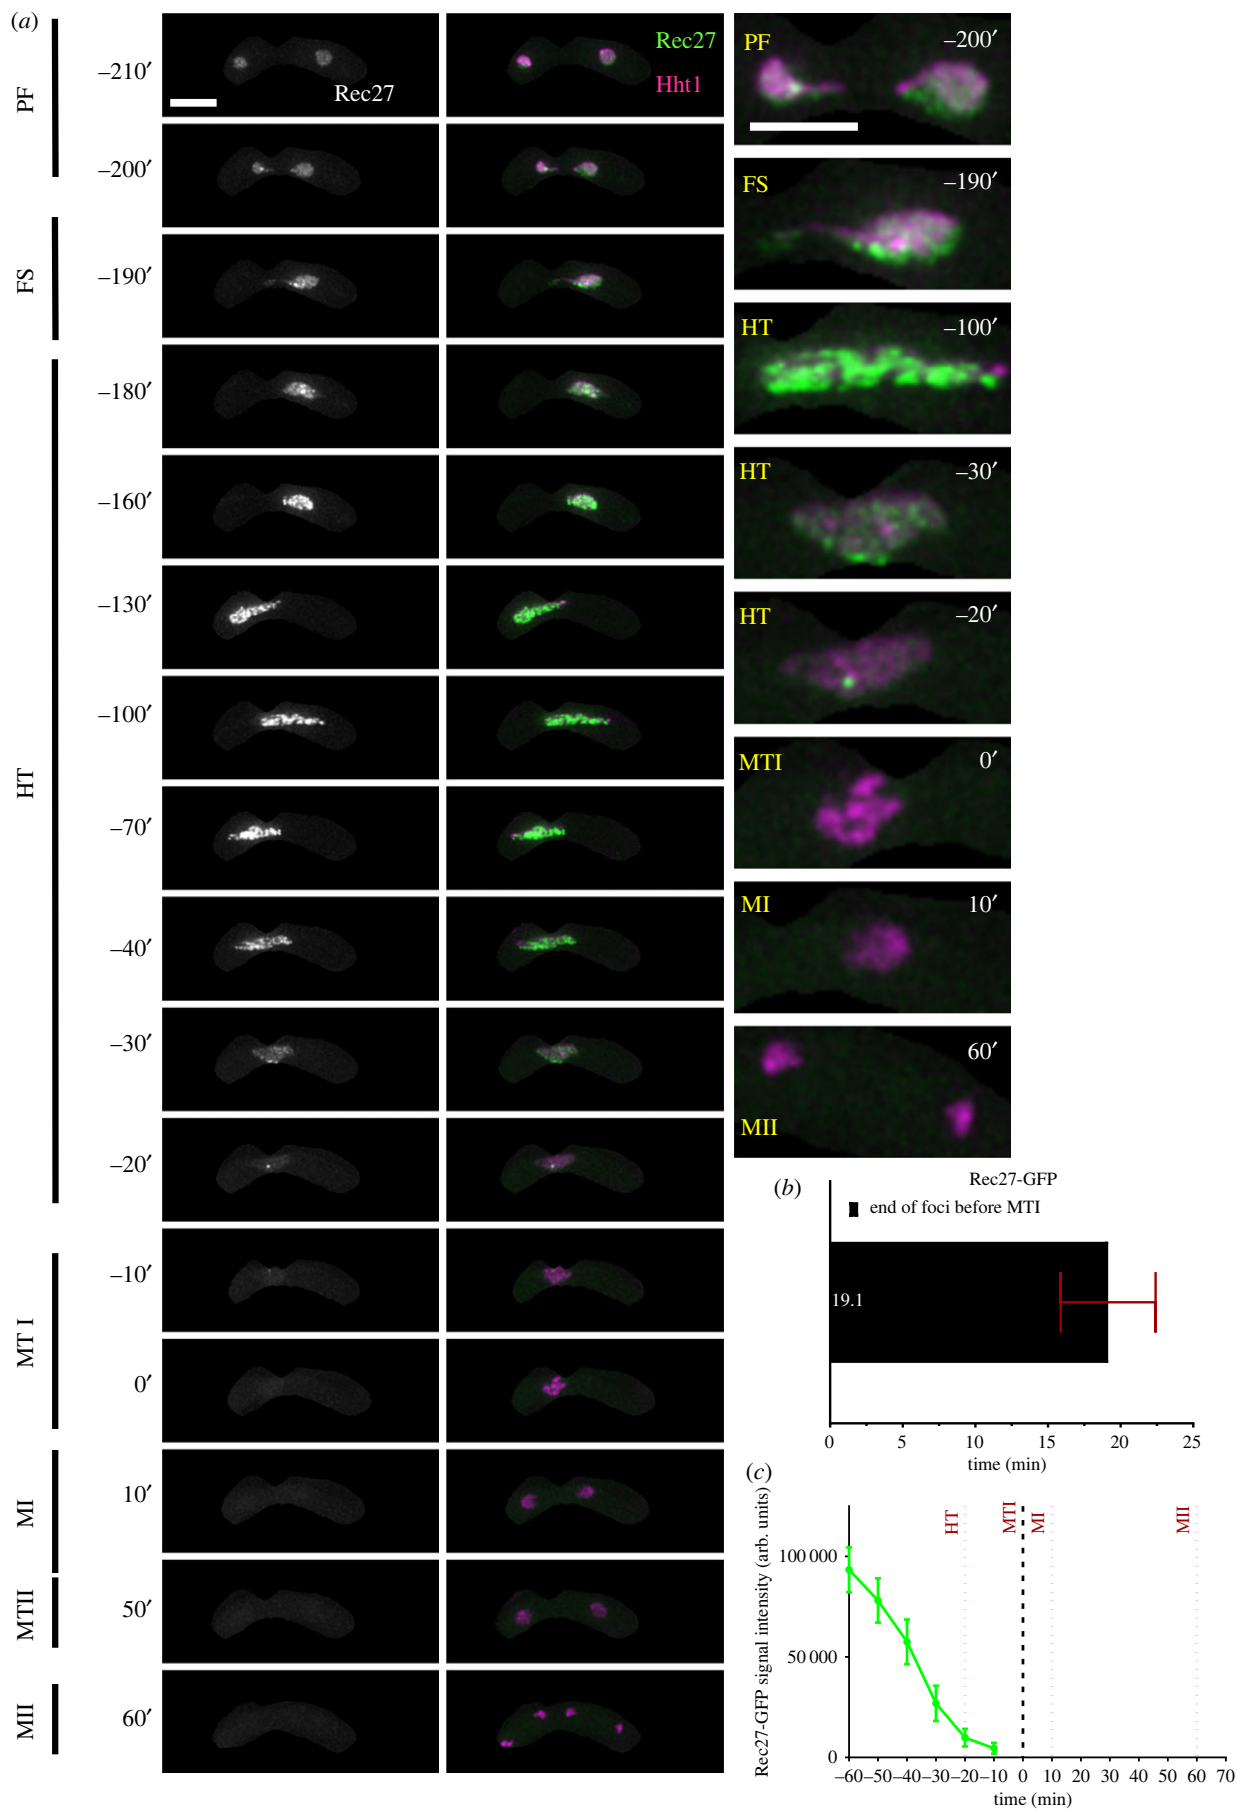 (a)
PF
FS
HT
MT I
MI
MTII
MII
–210′
–200′
–190′
–180′
–160′
–130′
–100′
–70′
–40′
–30′
–20′
–10′
0′
10′
50′
60′
Rec27
Rec27
Hht1
PF –200′
FS –190′
HT –100′
HT –30′
HT –20′
MTI 0′
MI 10′
60′
MII
(b)
Rec27-GFP
end of foci before MTI
19.1
0 5 10 15 20 25
time (min)
(c)
Rec27-GFP signal intensity (arb. units)
100 000
50 000
0
HT MTI MI MII
–60 –50 –40 –30 –20 –10 0 10 20 30 40 50 60 70
time (min)